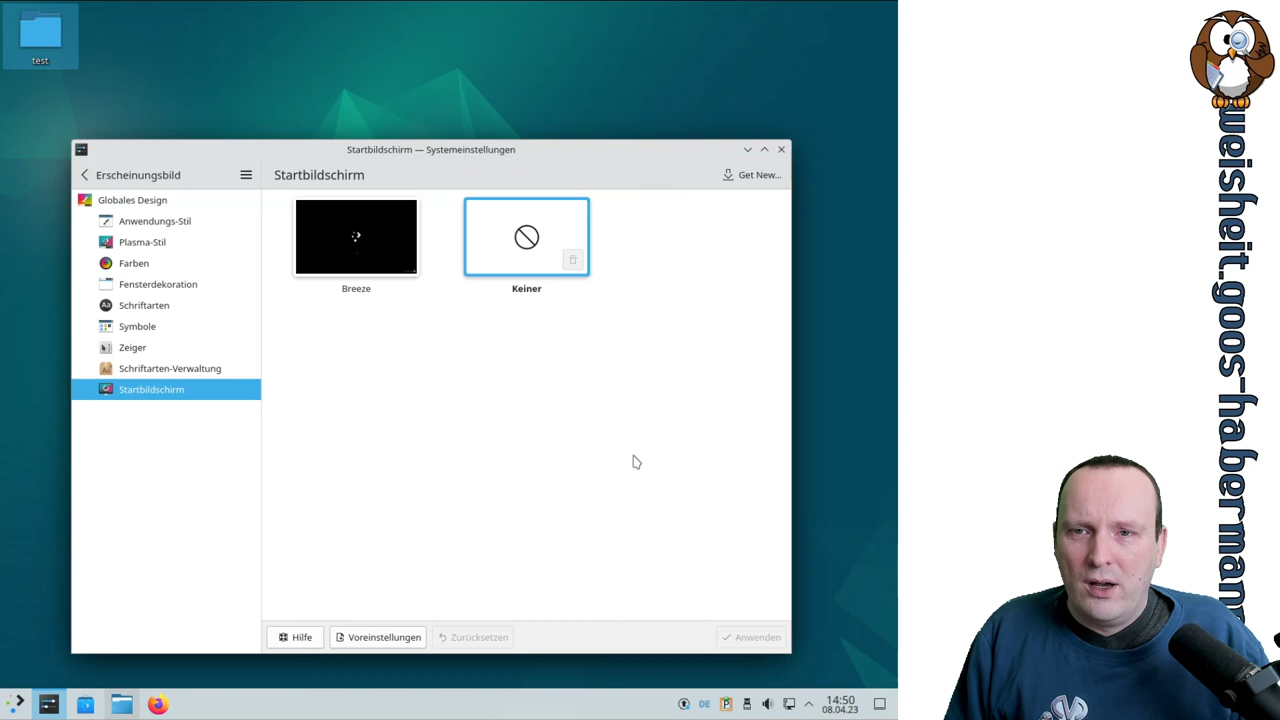 test
Startbildschirm — Systemeinstellungen
Erscheinungsbild
Startbildschirm
Get New...
Globales Design
Anwendungs-Stil
Plasma-Stil
Farben
Fensterdekoration
Schriftarten
Symbole
Zeiger
Schriftarten-Verwaltung
Startbildschirm
Breeze
Keiner
Hilfe
Voreinstellungen
Zurücksetzen
Anwenden
DE
14:50
08.04.23
weisheit.goos-habermann